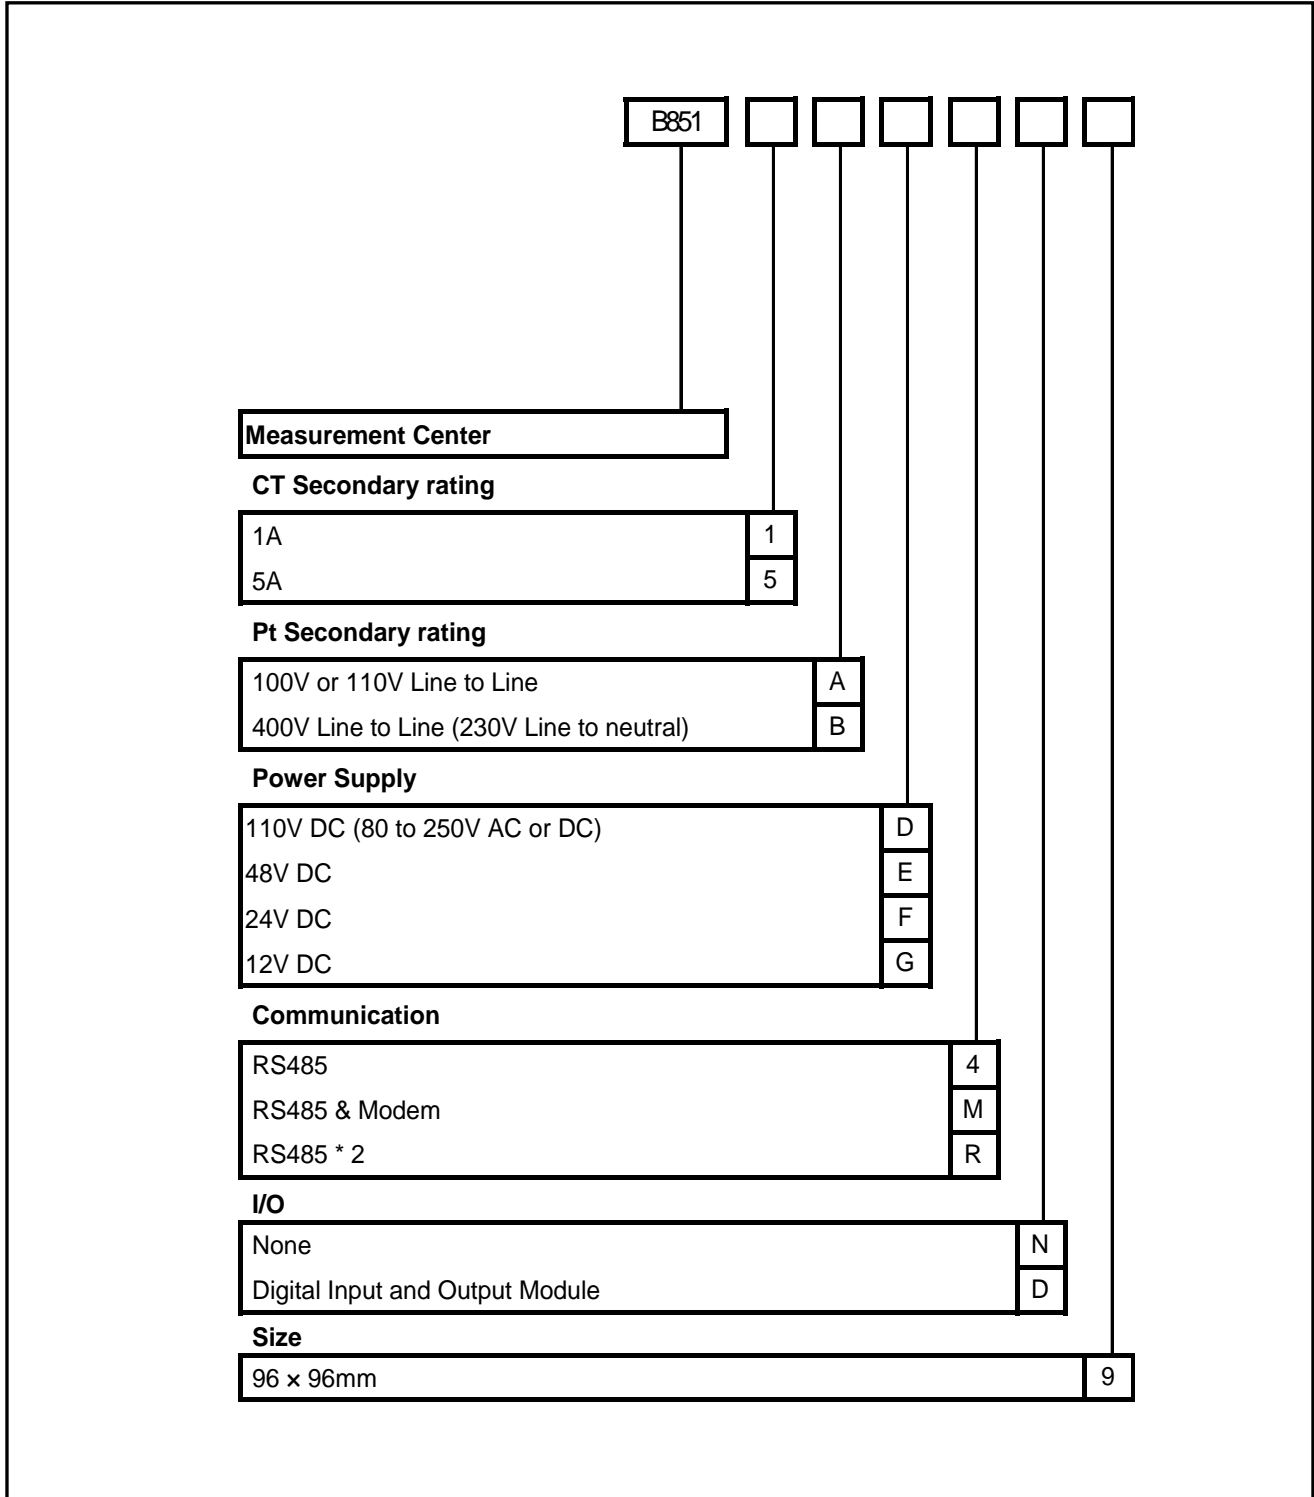 B851
Measurement Center
CT Secondary rating
1A 1
5A 5
Pt Secondary rating
100V or 110V Line to Line A
400V Line to Line (230V Line to neutral) B
Power Supply
110V DC (80 to 250V AC or DC) D
48V DC E
24V DC F
12V DC G
Communication
RS485 4
RS485 & Modem M
RS485 * 2 R
I/O
None N
Digital Input and Output Module D
Size
96 × 96mm 9